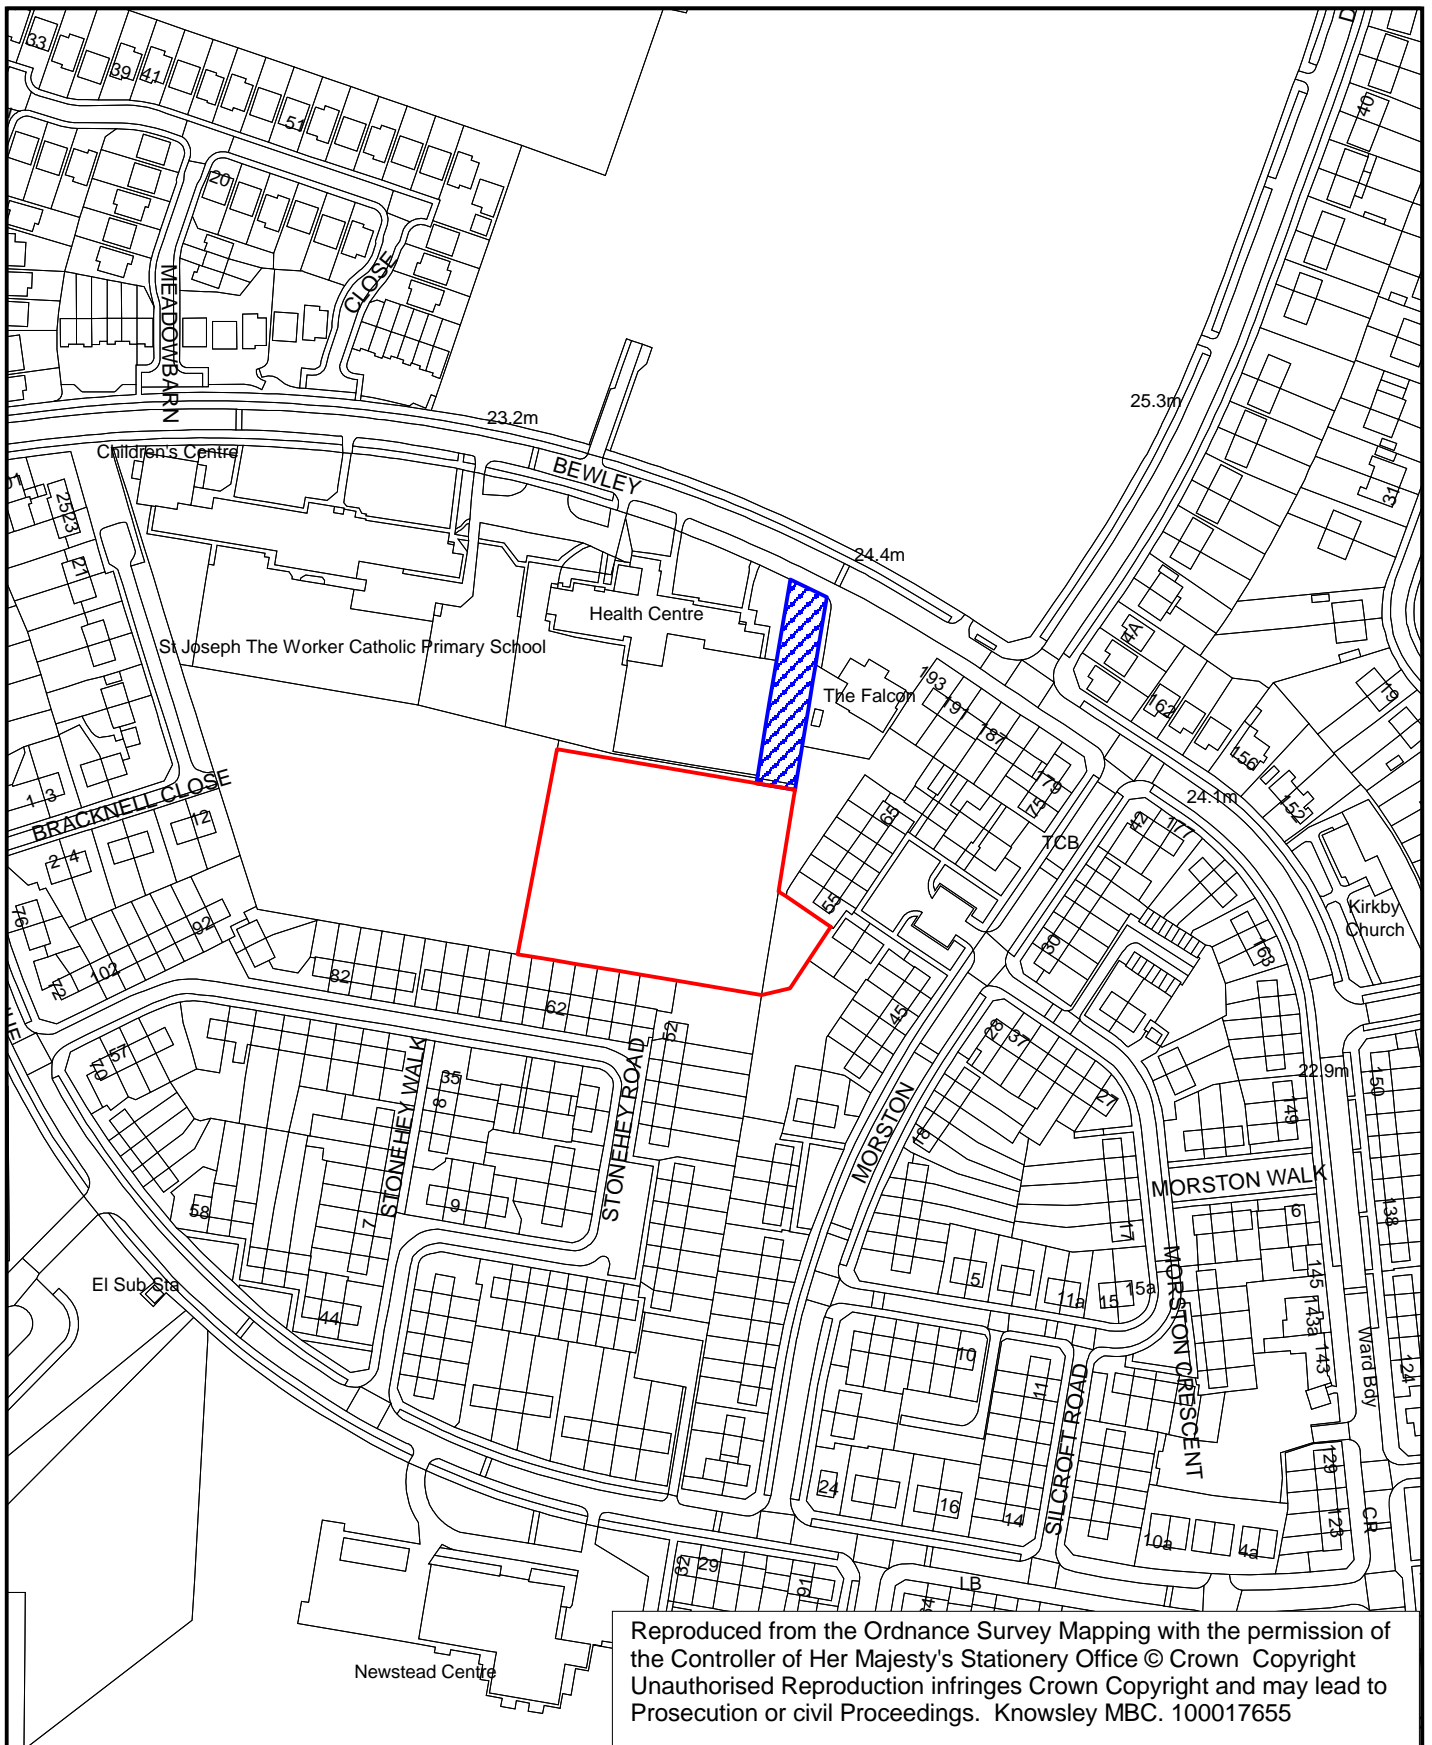 33
39 41
51
20
MEADOWBARN
CLOSE
40
D
25.3m
23.2m
BEWLEY
Children's Centre
2523
21
31
24.4m
Health Centre
St Joseph The Worker Catholic Primary School
4A
The Falcon
193
191
187
179
75
162
156
152
19
24.1m
1 3
BRACKNELL CLOSE
12
2 4
65
TCB
42
177
55
Kirkby
Church
76
92
102
72
82
62
30
163
45
52
57
70
STONEHEY WALK
35
8
STONEHEY ROAD
28
37
27
22.9m
150
149
MORSTON
18
MORSTON WALK
58
7
9
6
138
17
El Sub Sta
44
5
11a
15
15a
MORSTON CRESCENT
145
143a
143
Ward Bdy
124
10
11
SILCROFT ROAD
24
16
14
129
123
CR
10a
4a
32
29
91
LB
Newstead Centre
Reproduced from the Ordnance Survey Mapping with the permission of
the Controller of Her Majesty's Stationery Office © Crown Copyright
Unauthorised Reproduction infringes Crown Copyright and may lead to
Prosecution or civil Proceedings. Knowsley MBC. 100017655